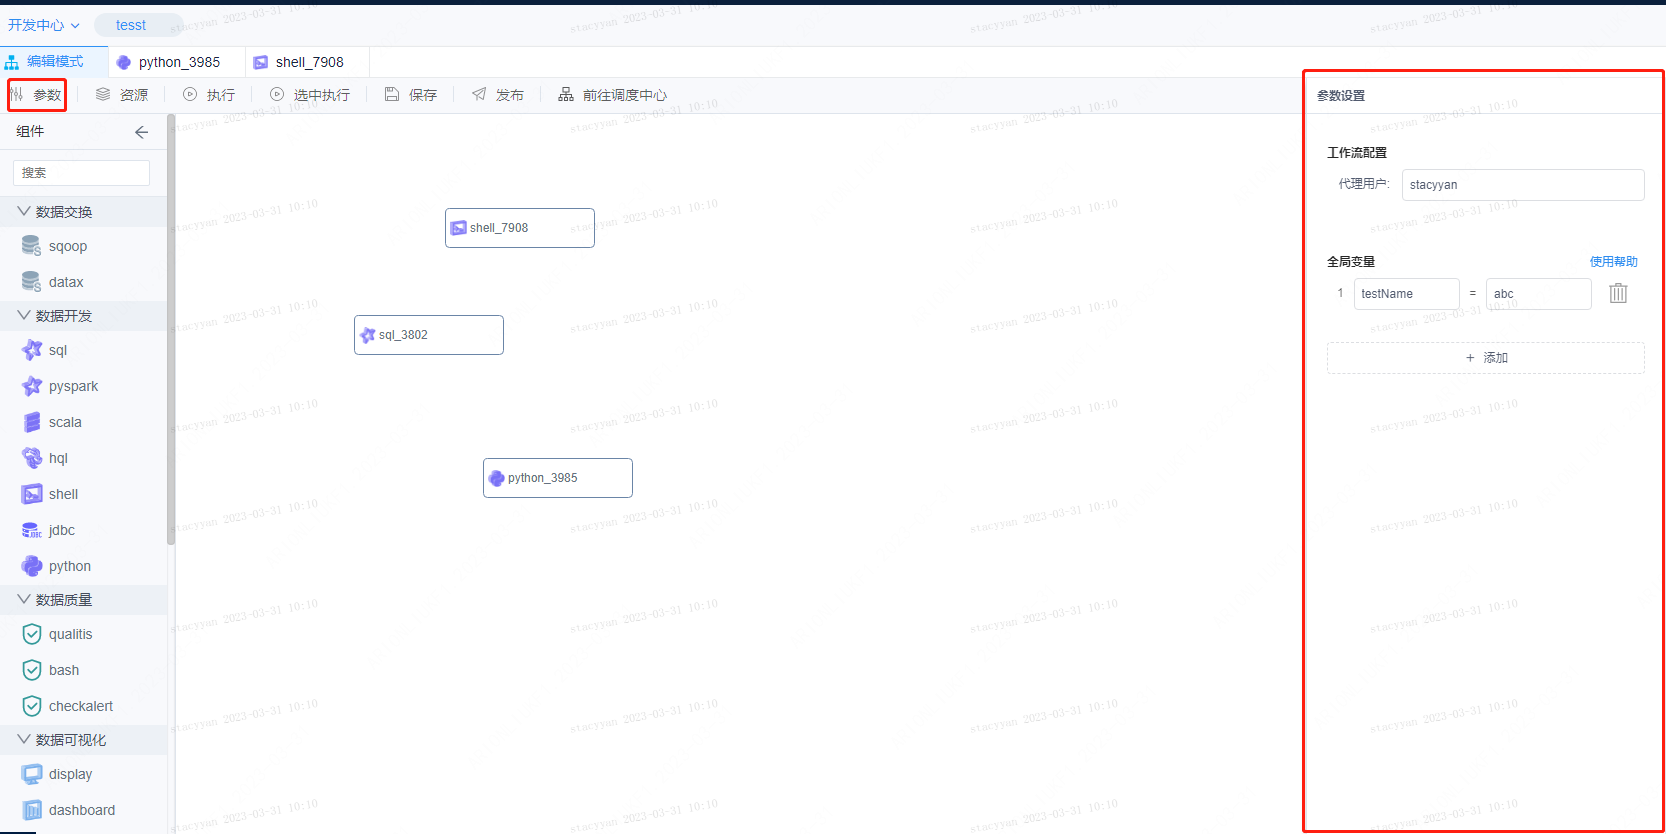 开发中心 tesst
编辑模式 python_3985 shell_7908
参数 资源 执行 选中执行 保存 发布 前往调度中心
组件
搜索
数据交换
sqoop
datax
数据开发
sql
pyspark
scala
hql
shell
jdbc
python
数据质量
qualitis
bash
checkalert
数据可视化
display
dashboard
shell_7908
sql_3802
python_3985
参数设置
工作流配置
代理用户: stacyyan
全局变量 使用帮助
1 testName = abc
+ 添加
stacyyan 2023-03-31 10:10